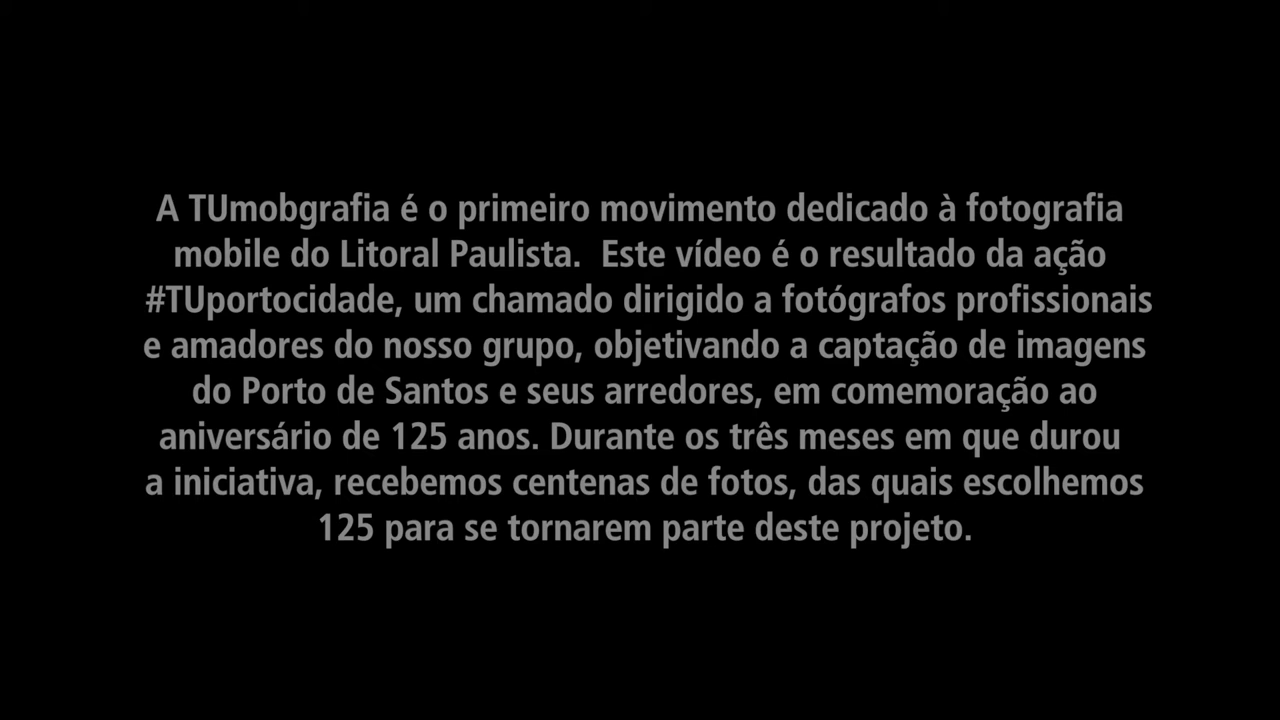 A TUmobgrafia é o primeiro movimento dedicado à fotografia
mobile do Litoral Paulista. Este vídeo é o resultado da ação
#TUportocidade, um chamado dirigido a fotógrafos profissionais
e amadores do nosso grupo, objetivando a captação de imagens
do Porto de Santos e seus arredores, em comemoração ao
aniversário de 125 anos. Durante os três meses em que durou
a iniciativa, recebemos centenas de fotos, das quais escolhemos
125 para se tornarem parte deste projeto.